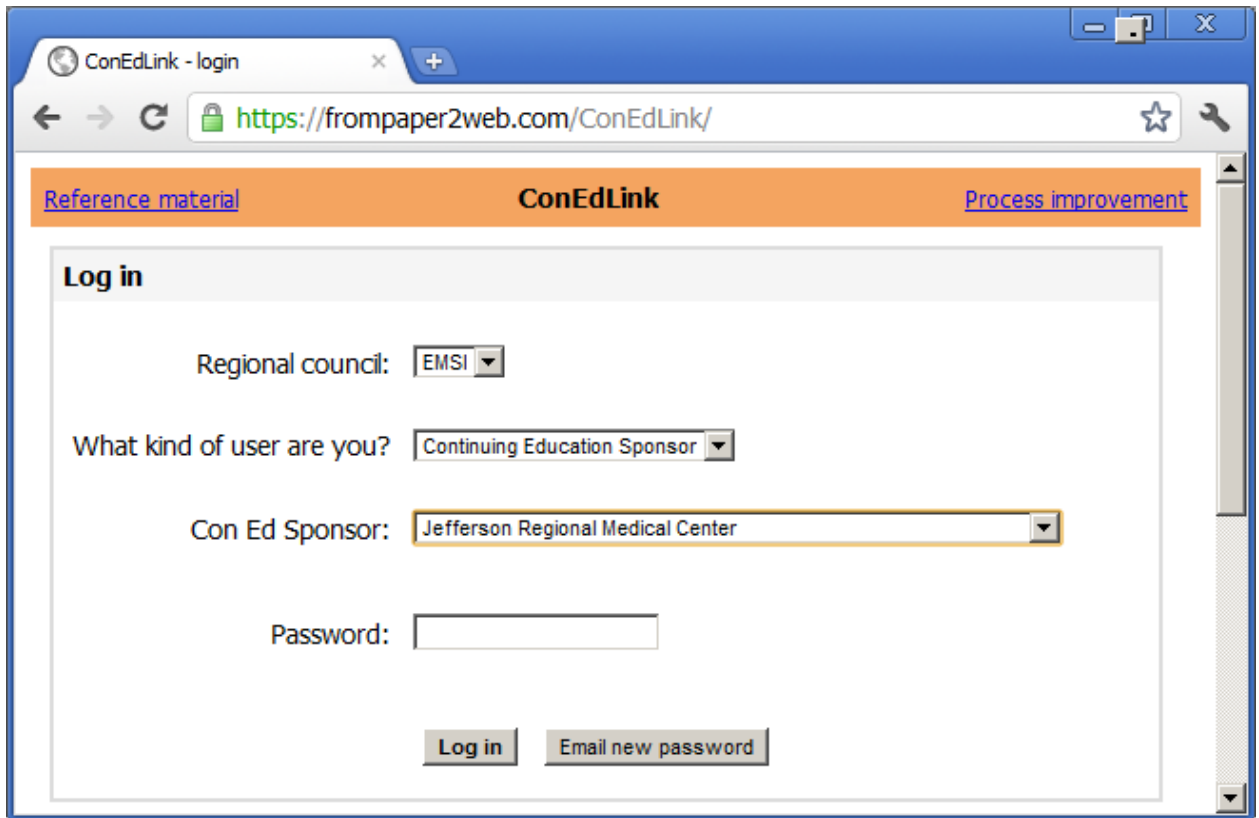 ConEdLink - login
https://frompaper2web.com/ConEdLink/
Reference material ConEdLink Process improvement
Log in
Regional council: EMSI
What kind of user are you? Continuing Education Sponsor
Con Ed Sponsor: Jefferson Regional Medical Center
Password:
Log in Email new password